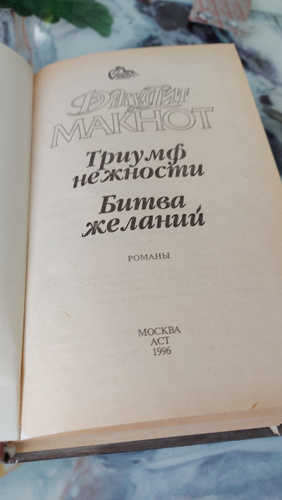 Джудит
МАКНОТ
Триумф
нежности
Битва
желаний
РОМАНЫ
МОСКВА
АСТ
1996